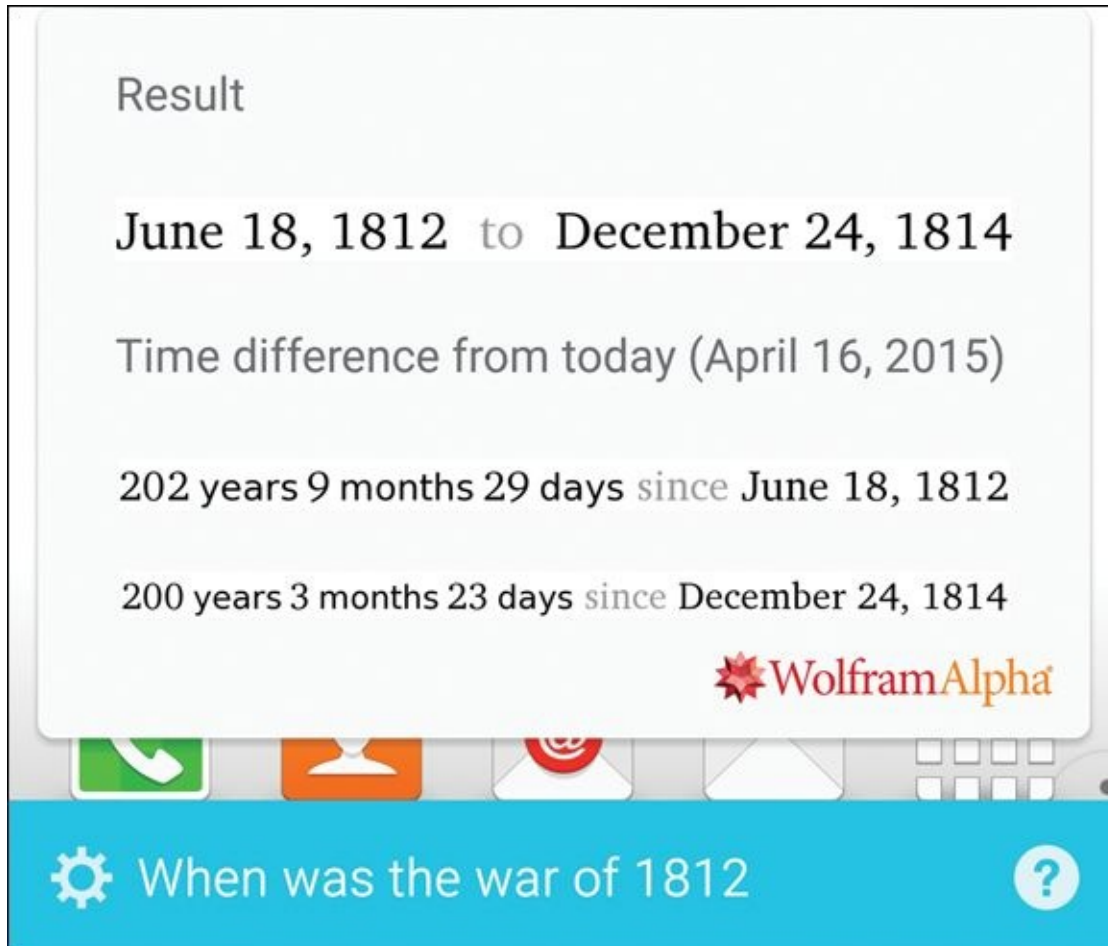 Result
June 18, 1812 to December 24, 1814
Time difference from today (April 16, 2015)
202 years 9 months 29 days since June 18, 1812
200 years 3 months 23 days since December 24, 1814
WolframAlpha
@
When was the war of 1812 ?